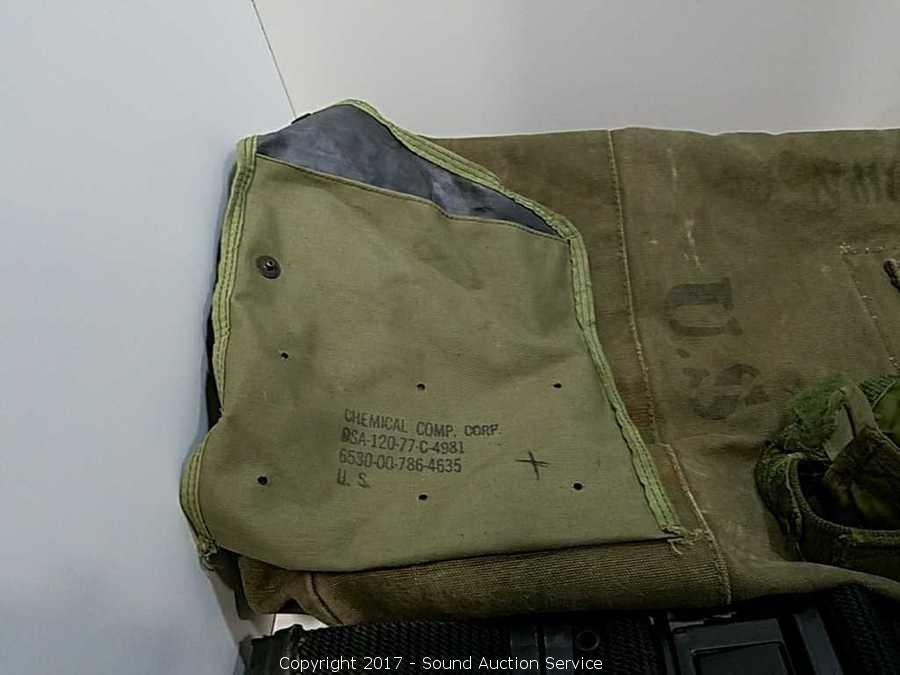 CHEMICAL COMP. CORP.
DSA-120-77-C-4981
6530-00-786-4635
U. S.
U.S
Copyright 2017 - Sound Auction Service